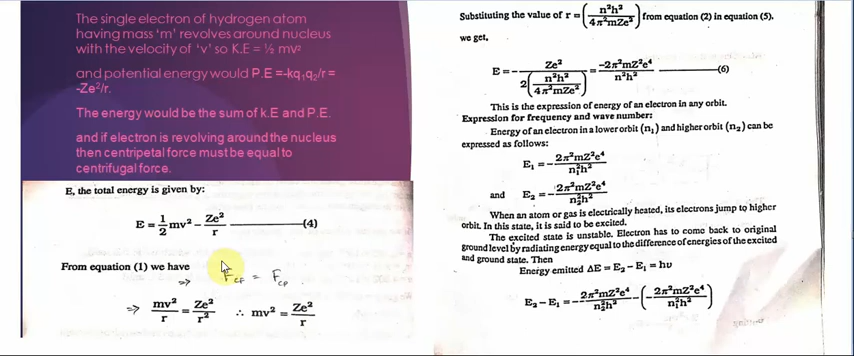 The single electron of hydrogen atom
having mass 'm' revolves around nucleus
with the velocity of 'v' so K.E = ½ mv²
and potential energy would P.E =-kq₁q₂/r =
-Ze²/r.
The energy would be the sum of k.E and P.E.
and if electron is revolving around the nucleus
then centripetal force must be equal to
centrifugal force.
E, the total energy is given by:
E = 1/2 mv² - Ze²/r ———(4)
From equation (1) we have
⇒ F_CF = F_CP
⇒ mv²/r = Ze²/r² ∴ mv² = Ze²/r
Substituting the value of r = (n²h²/4π²mZe²) from equation (2) in equation (5).
we get,
E = - Ze²/2(n²h²/4π²mZe²) = -2π²mZ²e⁴/n²h² ———(6)
This is the expression of energy of an electron in any orbit.
Expression for frequency and wave number:
Energy of an electron in a lower orbit (n₁) and higher orbit (n₂) can be
expressed as follows:
E₁ = - 2π²mZ²e⁴/n₁²h²
and E₂ = - 2π²mZ²e⁴/n₂²h²
When an atom or gas is electrically heated, its electrons jump to higher
orbit. In this state, it is said to be excited.
The excited state is unstable. Electron has to come back to original
ground level by radiating energy equal to the difference of energies of the excited
and ground state. Then
Energy emitted ΔE = E₂ - E₁ = hυ
E₂ - E₁ = - 2π²mZ²e⁴/n₂²h² - (- 2π²mZ²e⁴/n₁²h²)